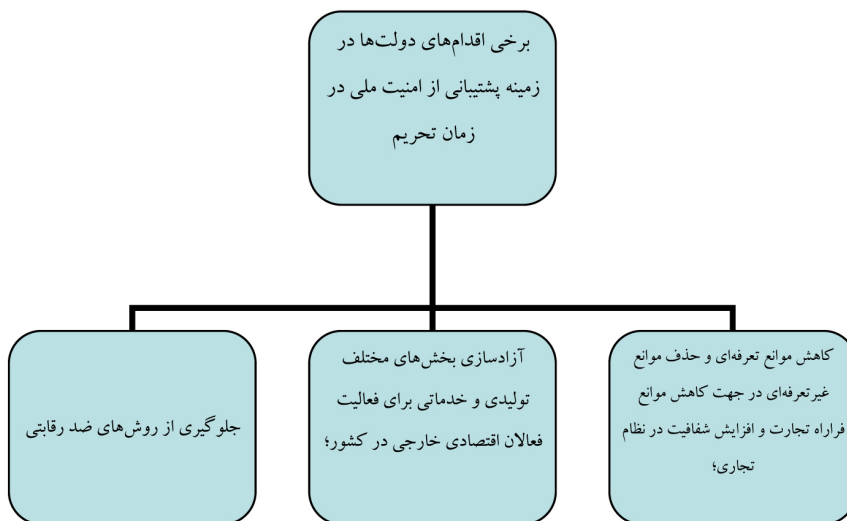 برخی اقدام‌های دولت‌ها در
زمینه پشتیبانی از امنیت ملی در
زمان تحریم
کاهش موانع تعرفه‌ای و حذف موانع
غیرتعرفه‌ای در جهت کاهش موانع
فراراه تجارت و افزایش شفافیت در نظام
تجاری؛
آزادسازی بخش‌های مختلف
تولیدی و خدماتی برای فعالیت
فعالان اقتصادی خارجی در کشور؛
جلوگیری از روش‌های ضد رقابتی